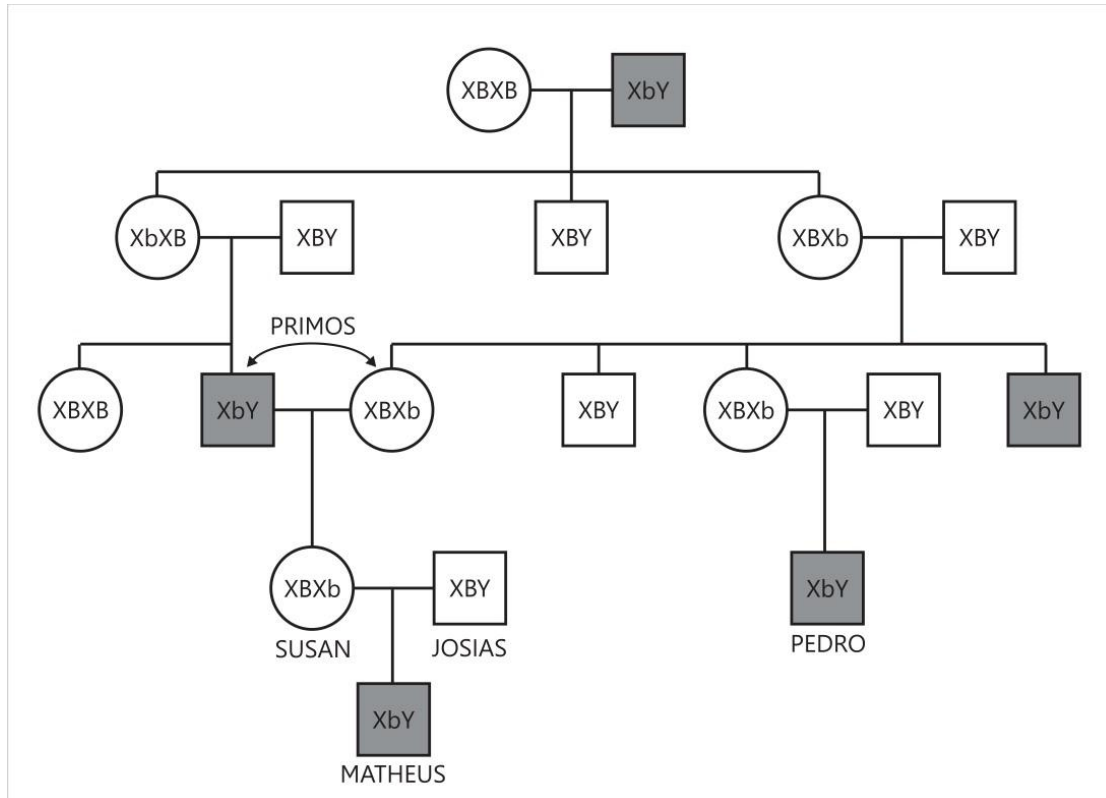 XBXB
XbY
XbXB
XBY
XBY
XBXb
XBY
PRIMOS
XBXB
XbY
XBXb
XBY
XBXb
XBY
XbY
XBXb
XBY
XbY
SUSAN
JOSIAS
PEDRO
XbY
MATHEUS